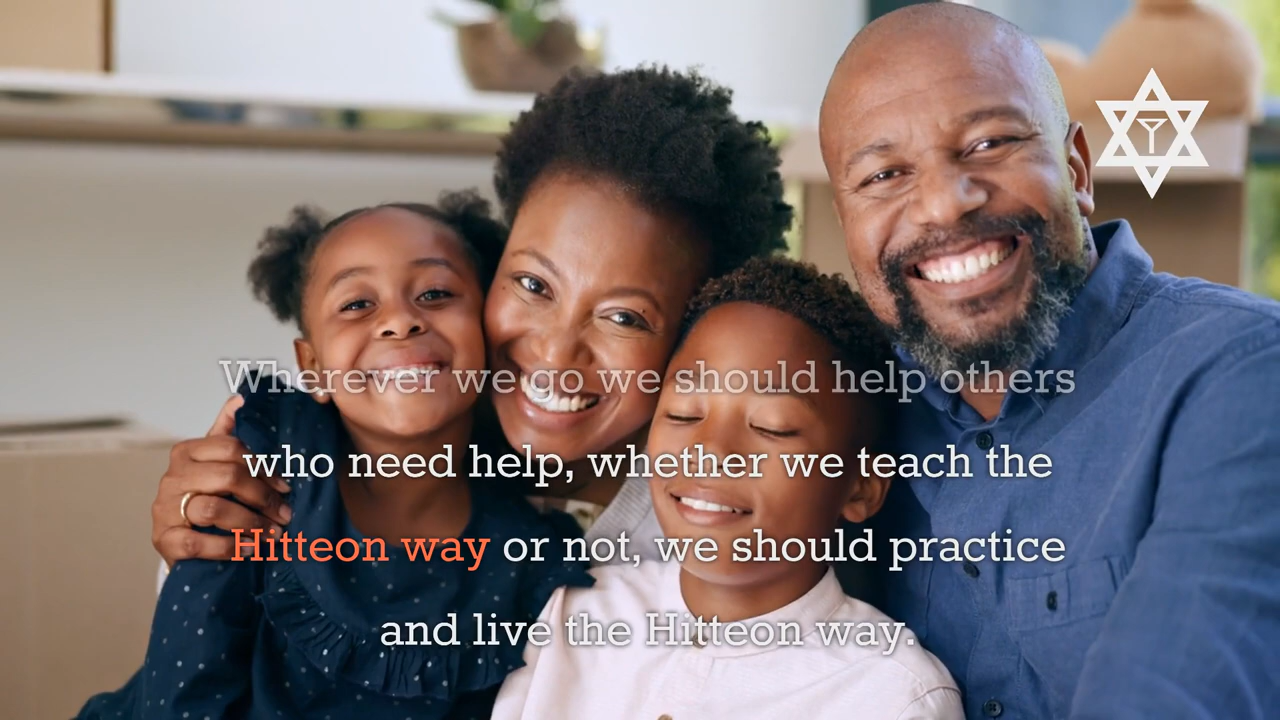 Wherever we go we should help others
who need help, whether we teach the
Hitteon way or not, we should practice
and live the Hitteon way.